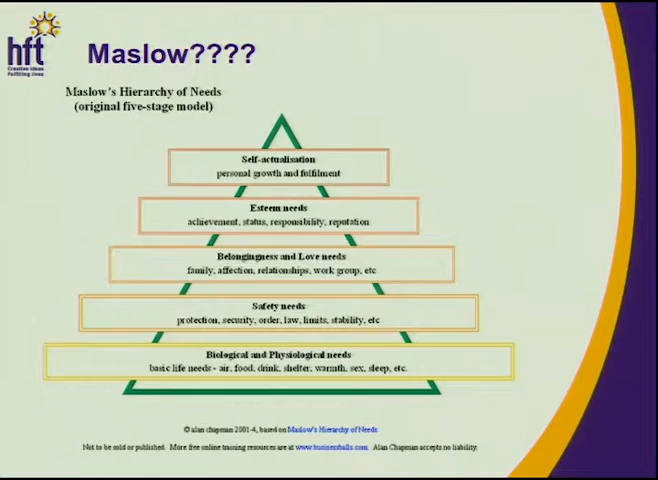 hft
Creative Ideas
Fulfilling lives
Maslow????
Maslow's Hierarchy of Needs
(original five-stage model)
Self-actualisation
personal growth and fulfilment
Esteem needs
achievement, status, responsibility, reputation
Belongingness and Love needs
family, affection, relationships, work group, etc
Safety needs
protection, security, order, law, limits, stability, etc
Biological and Physiological needs
basic life needs - air, food, drink, shelter, warmth, sex, sleep, etc.
© alan chapman 2001-4, based on Maslow's Hierarchy of Needs
Not to be sold or published. More free online training resources are at www.businessballs.com. Alan Chapman accepts no liability.